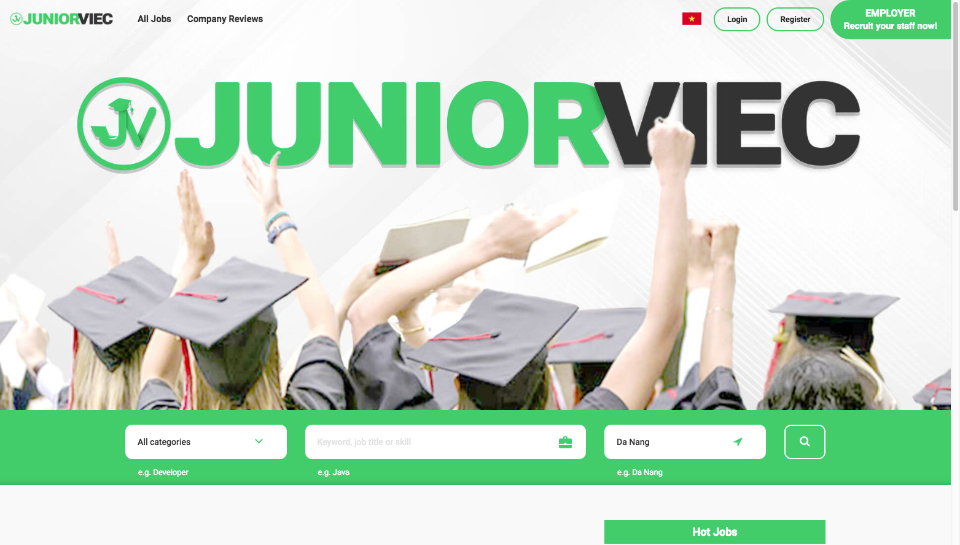 JUNIORVIEC
All Jobs
Company Reviews
Login
Register
EMPLOYER
Recruit your staff now!
JV JUNIORVIEC
All categories
Keyword, job title or skill
Da Nang
e.g. Developer
e.g. Java
e.g. Da Nang
Hot Jobs